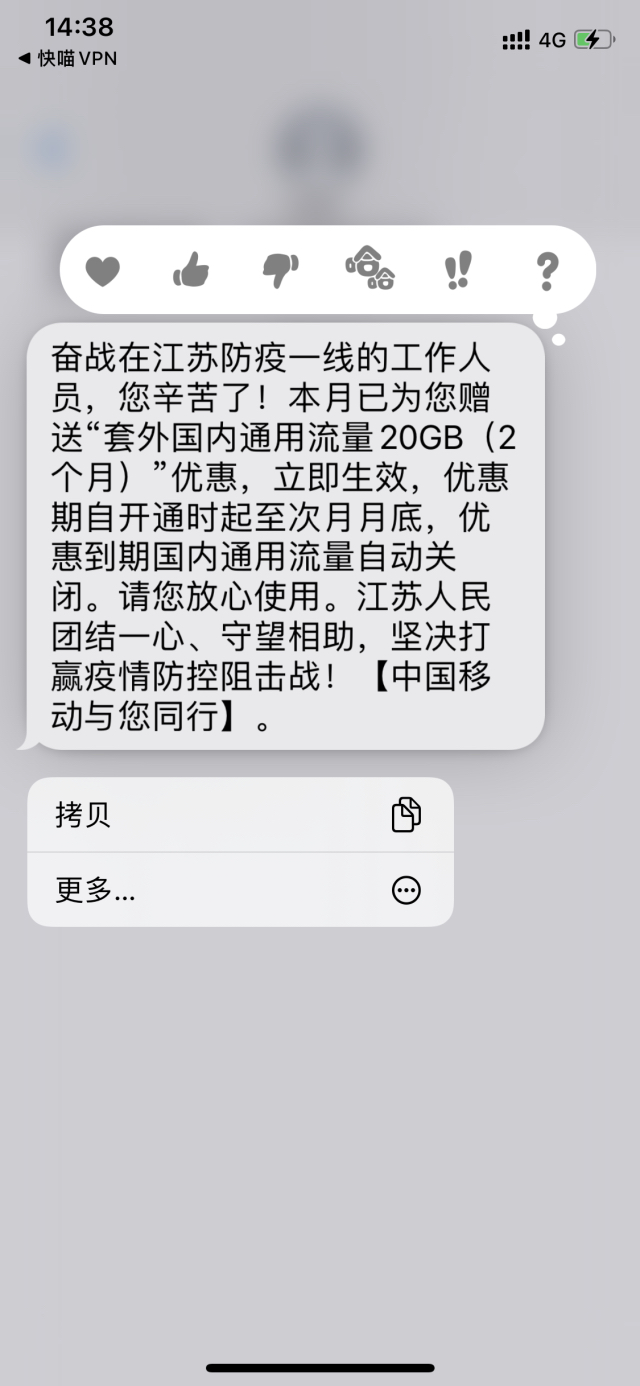 14:38
4G
◀ 快喵VPN
哈
哈
奋战在江苏防疫一线的工作人
员，您辛苦了！本月已为您赠
送“套外国内通用流量20GB（2
个月）”优惠，立即生效，优惠
期自开通时起至次月月底，优
惠到期国内通用流量自动关
闭。请您放心使用。江苏人民
团结一心、守望相助，坚决打
赢疫情防控阻击战！【中国移
动与您同行】。
拷贝
更多...